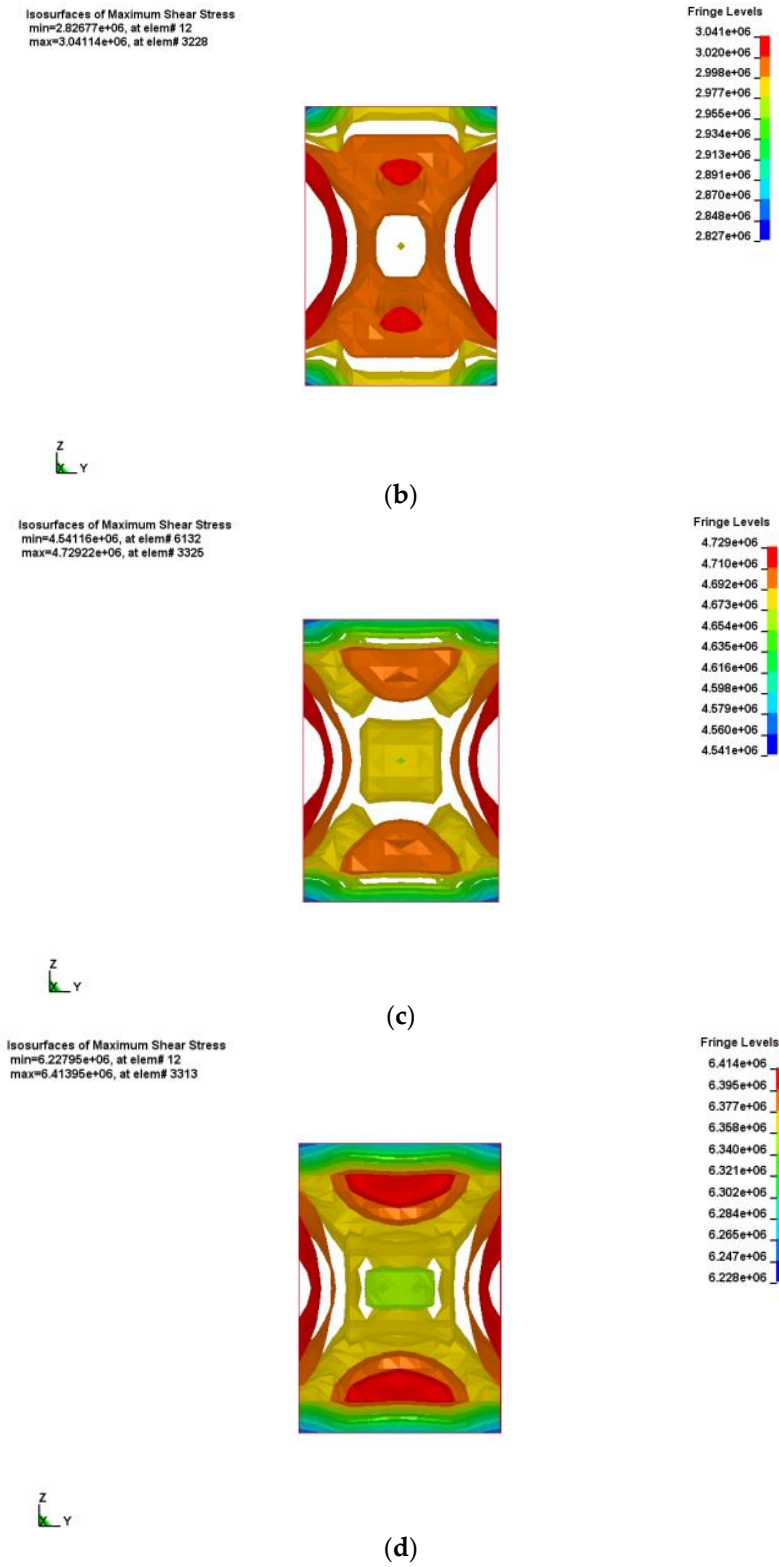 Isosurfaces of Maximum Shear Stress
min=2.82677e+06, at elem# 12
max=3.04114e+06, at elem# 3228
Fringe Levels
3.041e+06
3.020e+06
2.998e+06
2.977e+06
2.955e+06
2.934e+06
2.913e+06
2.891e+06
2.870e+06
2.848e+06
2.827e+06
Z
X Y
(b)
Isosurfaces of Maximum Shear Stress
min=4.54116e+06, at elem# 6132
max=4.72922e+06, at elem# 3325
Fringe Levels
4.729e+06
4.710e+06
4.692e+06
4.673e+06
4.654e+06
4.635e+06
4.616e+06
4.598e+06
4.579e+06
4.560e+06
4.541e+06
Z
X Y
(c)
Isosurfaces of Maximum Shear Stress
min=6.22795e+06, at elem# 12
max=6.41395e+06, at elem# 3313
Fringe Levels
6.414e+06
6.395e+06
6.377e+06
6.358e+06
6.340e+06
6.321e+06
6.302e+06
6.284e+06
6.265e+06
6.247e+06
6.228e+06
Z
X Y
(d)